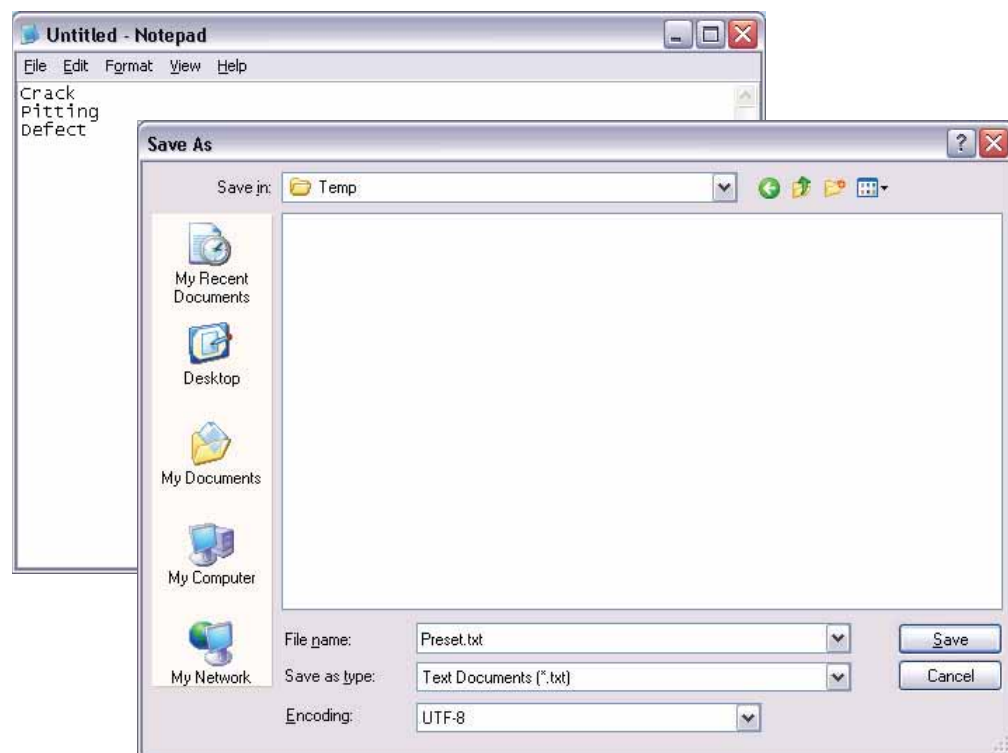 Untitled - Notepad
File Edit Format View Help
Crack
Pitting
Defect
Save As
Save in: Temp
My Recent
Documents
Desktop
My Documents
My Computer
My Network
File name: Preset.txt Save
Save as type: Text Documents (*.txt) Cancel
Encoding: UTF-8